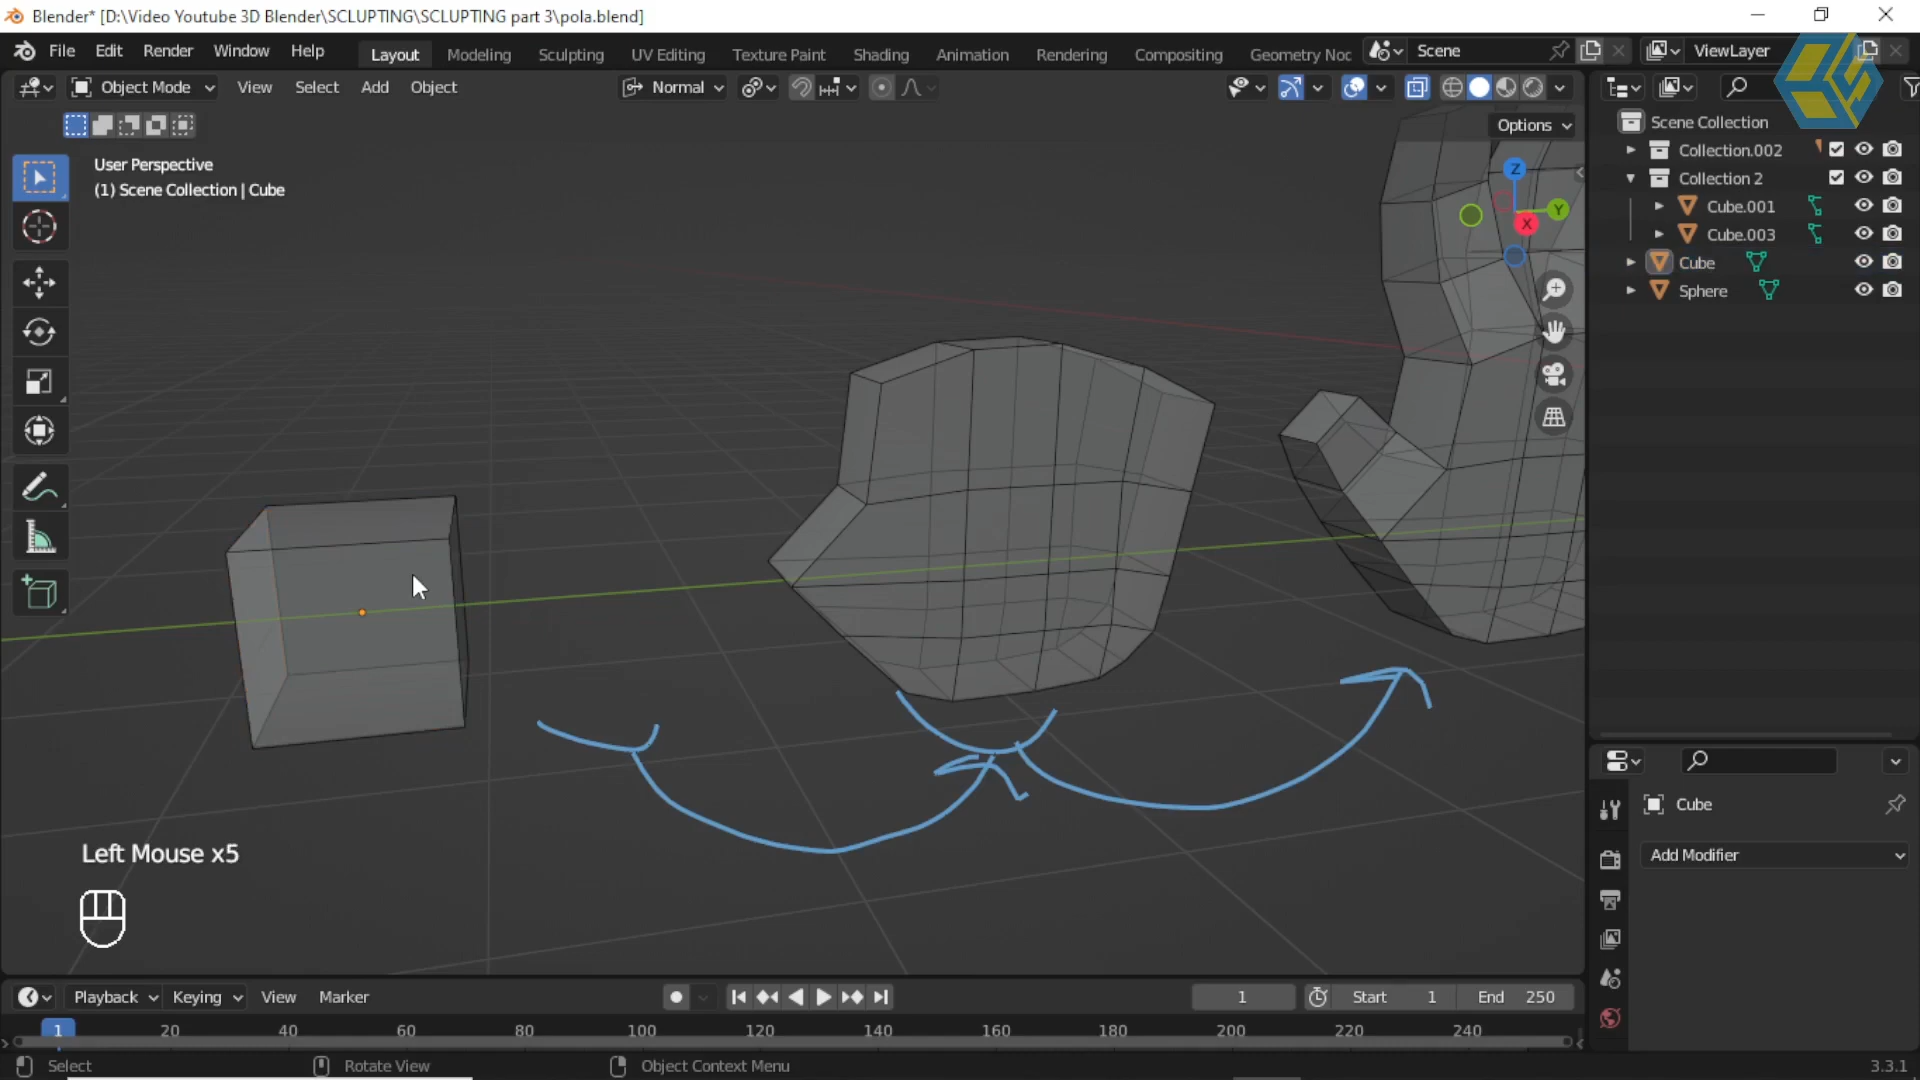 Blender* [D:\Video Youtube 3D Blender\SCLUPTING\SCLUPTING part 3\pola.blend]
File Edit Render Window Help Layout Modeling Sculpting UV Editing Texture Paint Shading Animation Rendering Compositing Geometry Noc Scene ViewLayer
Object Mode View Select Add Object Normal
Options
User Perspective
(1) Scene Collection | Cube
Z
Y
X
Scene Collection
Collection.002
Collection 2
Cube.001
Cube.003
Cube
Sphere
Left Mouse x5
Cube
Add Modifier
Playback Keying View Marker 1 Start 1 End 250
1 20 40 60 80 100 120 140 160 180 200 220 240
Select Rotate View Object Context Menu 3.3.1